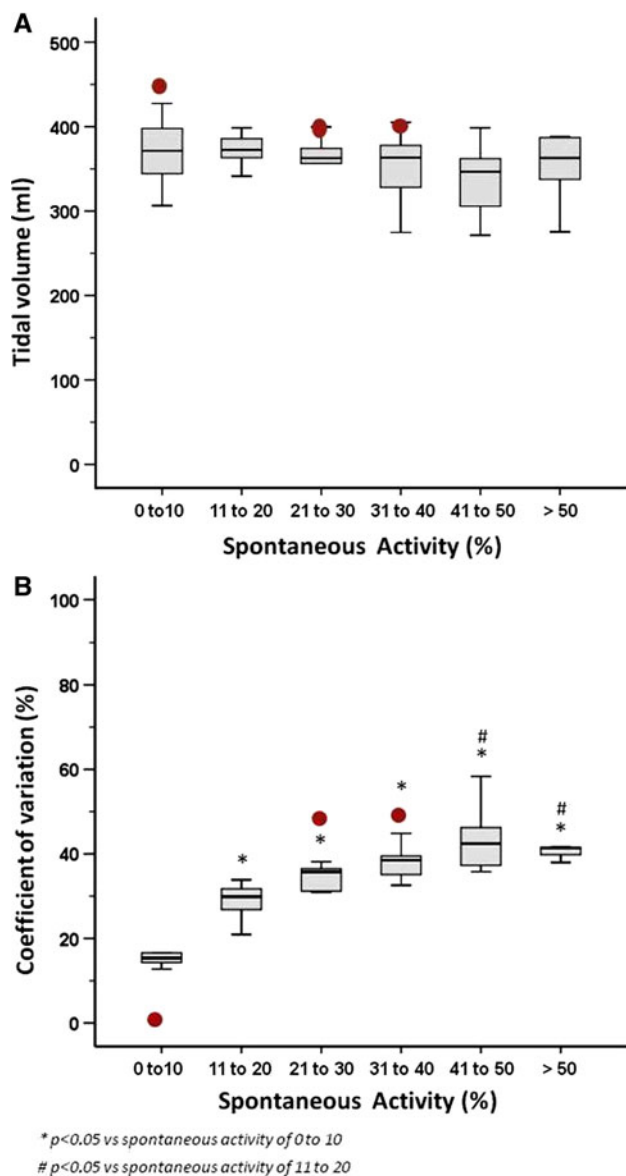 A
500
400
300
200
100
0
Tidal volume (ml)
0 to10 11 to 20 21 to 30 31 to 40 41 to 50 > 50
Spontaneous Activity (%)
B
100
80
60
40
20
0
Coefficient of variation (%)
* * * # * # *
0 to10 11 to 20 21 to 30 31 to 40 41 to 50 > 50
Spontaneous Activity (%)
* p<0.05 vs spontaneous activity of 0 to 10
# p<0.05 vs spontaneous activity of 11 to 20